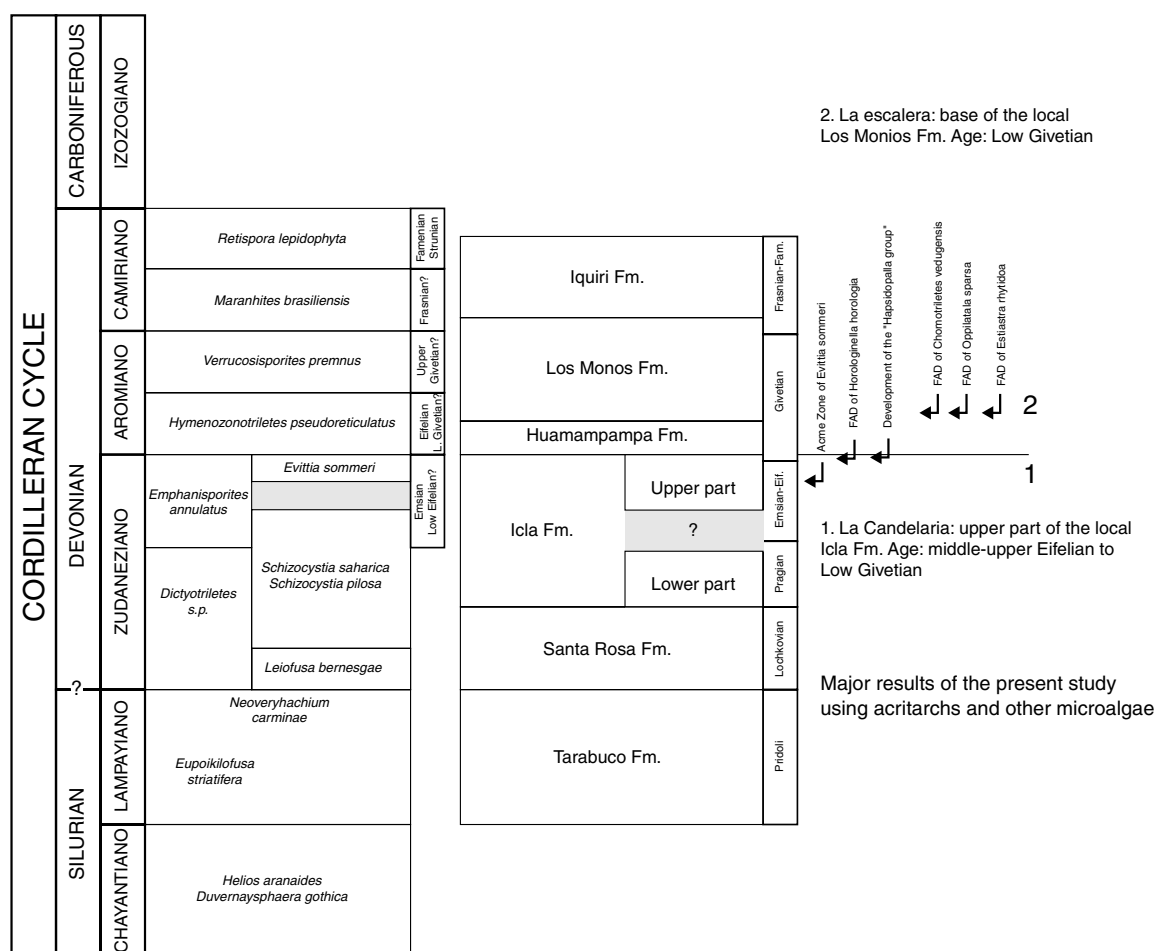 CORDILLERAN CYCLE
CARBONIFEROUS
DEVONIAN
?
SILURIAN
IZOZOGIANO
CAMIRIANO
AROMIANO
ZUDANEZIANO
LAMPAYIANO
CHAYANTIANO
Retispora lepidophyta
Maranhites brasiliensis
Verrucosisporites premnus
Hymenozonotriletes pseudoreticulatus
Emphanisporites
annulatus
Evittia sommeri
Dictyotriletes
s.p.
Schizocystia saharica
Schizocystia pilosa
Leiofusa bernesgae
Neoveryhachium
carminae
Eupoikilofusa
striatifera
Helios aranaides
Duvernaysphaera gothica
Famenian
Strunian
Frasnian?
Upper
Givetian?
Eifelian
L. Givetian?
Emsian
Low Eifelian?
Iquiri Fm.
Los Monos Fm.
Huamampampa Fm.
Icla Fm.
Upper part
?
Lower part
Santa Rosa Fm.
Tarabuco Fm.
Frasnian-Fam.
Givetian
Emsian-Eif.
Pragian
Lochkovian
Pridoli
2. La escalera: base of the local
Los Monios Fm. Age: Low Givetian
Acme Zone of Evittia sommeri
FAD of Horologinella horologia
Development of the "Hapsidopalla group"
FAD of Chomotriletes vedugensis
FAD of Oppilatala sparsa
FAD of Estiastra rhytidoa
2
1
1. La Candelaria: upper part of the local
Icla Fm. Age: middle-upper Eifelian to
Low Givetian
Major results of the present study
using acritarchs and other microalgae